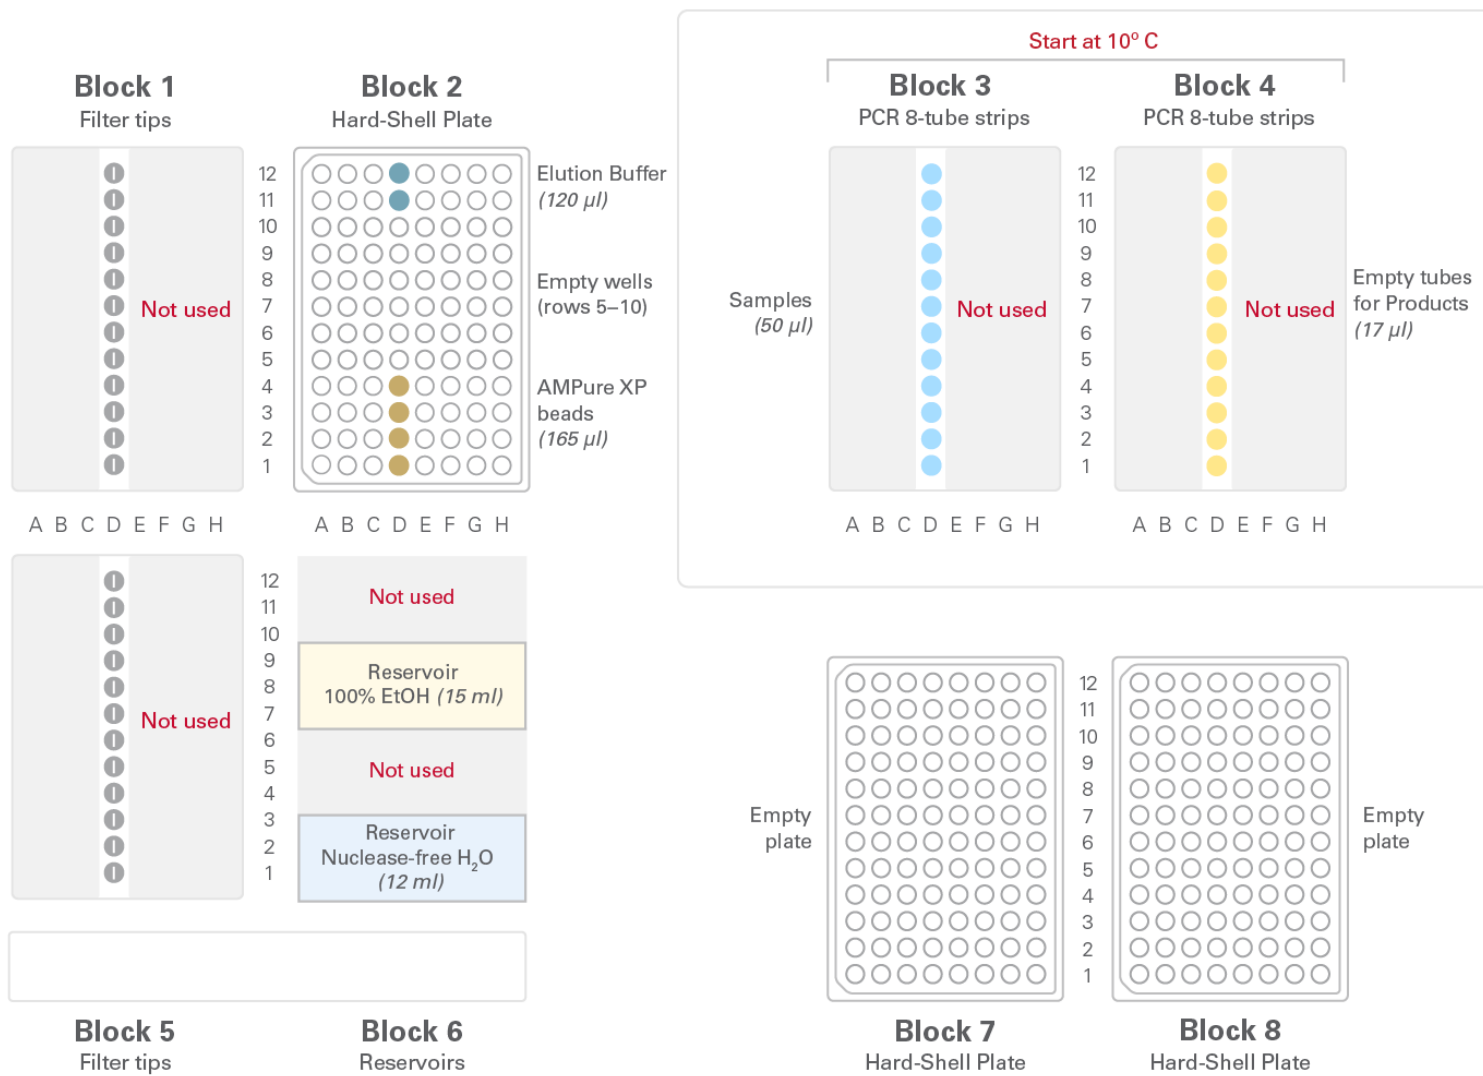 Start at 10° C
Block 1
Filter tips
Block 2
Hard-Shell Plate
Block 3
PCR 8-tube strips
Block 4
PCR 8-tube strips
Not used
12
11
10
9
8
7
6
5
4
3
2
1
Elution Buffer
(120 µl)
Empty wells
(rows 5–10)
AMPure XP
beads
(165 µl)
Samples
(50 µl)
Not used
12
11
10
9
8
7
6
5
4
3
2
1
Not used
Empty tubes
for Products
(17 µl)
A B C D E F G H
A B C D E F G H
A B C D E F G H
A B C D E F G H
Not used
12
11
10
9
8
7
6
5
4
3
2
1
Not used
Reservoir
100% EtOH (15 ml)
Not used
Reservoir
Nuclease-free H₂O
(12 ml)
Empty
plate
12
11
10
9
8
7
6
5
4
3
2
1
Empty
plate
Block 5
Filter tips
Block 6
Reservoirs
Block 7
Hard-Shell Plate
Block 8
Hard-Shell Plate